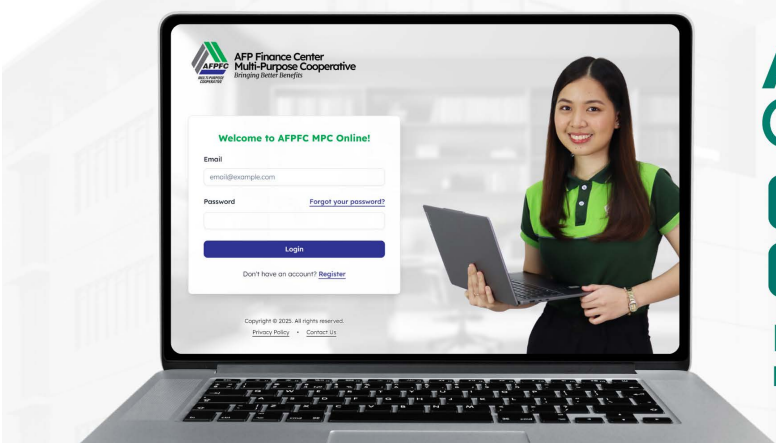 AFPFC
MULTI-PURPOSE
COOPERATIVE
AFP Finance Center
Multi-Purpose Cooperative
Bringing Better Benefits
Welcome to AFPFC MPC Online!
Email
email@example.com
Password
Forgot your password?
Login
Don't have an account? Register
Copyright © 2025. All rights reserved.
Privacy Policy • Contact Us